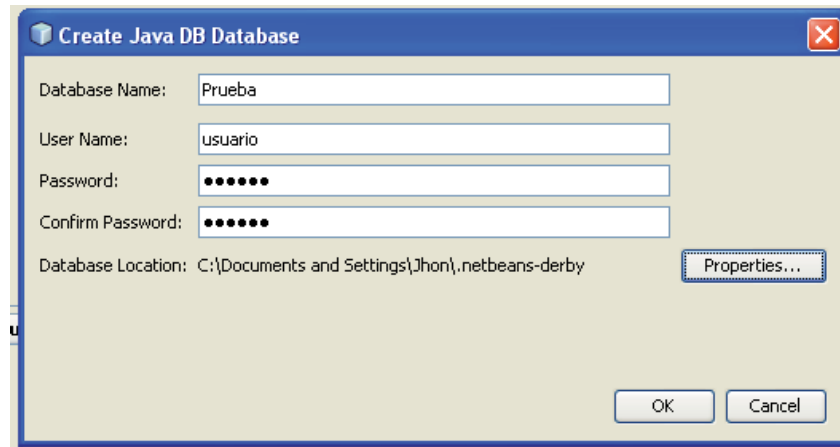 Create Java DB Database
Database Name: Prueba
User Name: usuario
Password: ●●●●●●
Confirm Password: ●●●●●●
Database Location: C:\Documents and Settings\Jhon\.netbeans-derby Properties...
u
OK Cancel